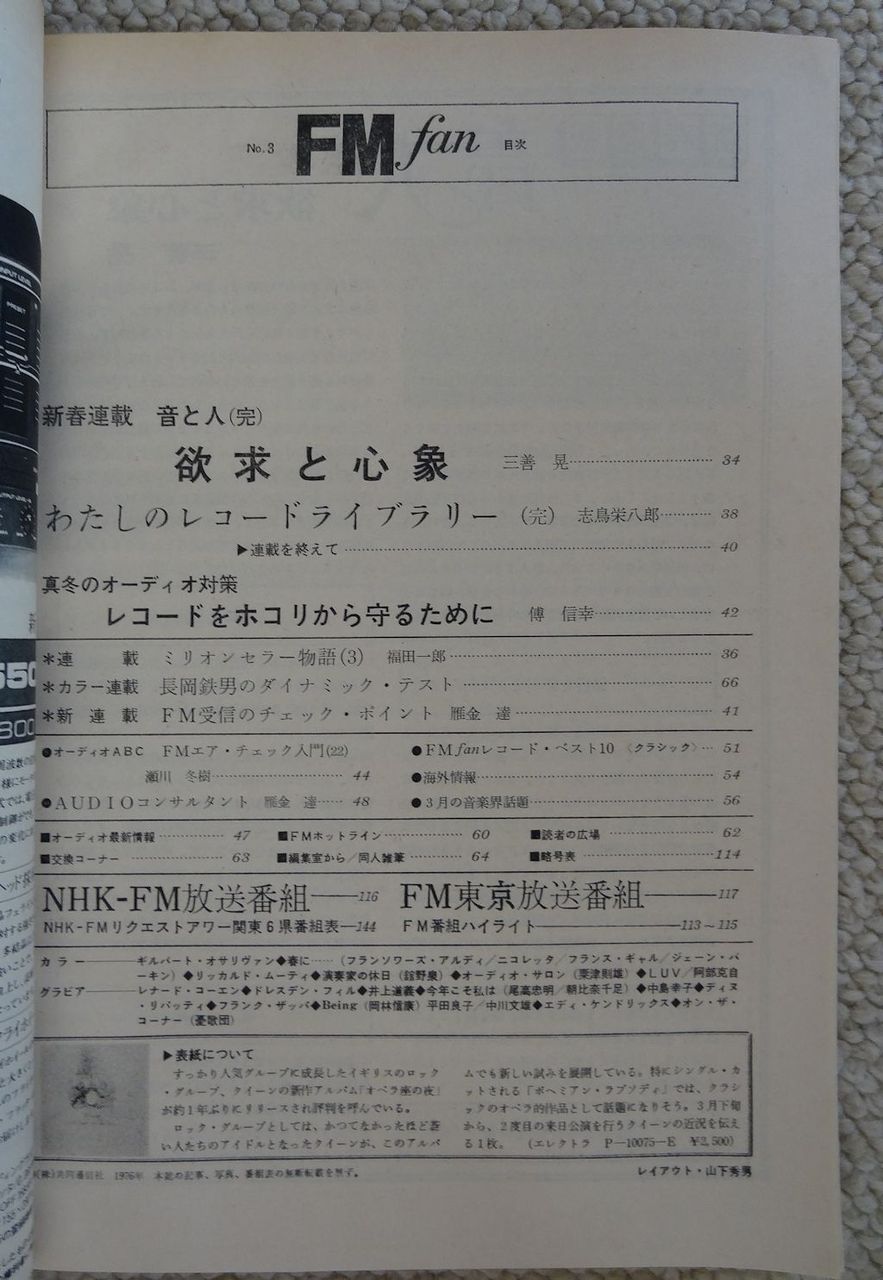 No.3 FM fan 目次
新春連載 音と人(完)
欲求と心象 三善 晃 34
わたしのレコードライブラリー (完) 志鳥栄八郎 38
▶連載を終えて 40
真冬のオーディオ対策
レコードをホコリから守るために 傅 信幸 42
*連 載 ミリオンセラー物語(3) 福田一郎 36
*カラー連載 長岡鉄男のダイナミック・テスト 66
*新 連 載 FM受信のチェック・ポイント 雁金 達 41
●オーディオABC FMエア・チェック入門(22)
瀬川 冬樹 44
●AUDIOコンサルタント 雁金 達 48
●FMfanレコード・ベスト10 〈クラシック〉 51
●海外情報 54
●3月の音楽界話題 56
■オーディオ最新情報 47 ■FMホットライン 60 ■読者の広場 62
■交換コーナー 63 ■編集室から/同人雑筆 64 ■略号表 114
NHK-FM放送番組 116 FM東京放送番組 117
NHK-FMリクエストアワー関東6県番組表 144 FM番組ハイライト 113~115
カラー ギルバート・オサリヴァン◆春に……(フランソワーズ・アルディ/ニコレッタ/フランス・ギャル/ジェーン・バ
ーキン)◆リッカルド・ムーティ◆演奏家の休日(舘野泉)◆オーディオ・サロン(粟津則雄)◆LUV/阿部克自
グラビア レナード・コーエン◆ドレスデン・フィル◆井上道義◆今年こそ私は(尾高忠明/朝比奈千足)◆中島幸子◆ディヌ
・リパッティ◆フランク・ザッパ◆Being(岡林信康)平田良子/中川文雄◆エディ・ケンドリックス◆オン・ザ・
コーナー(憂歌団)
▶表紙について
すっかり人気グループに成長したイギリスのロック
・グループ、クイーンの新作アルバム「オペラ座の夜」
が約1年ぶりにリリースされ評判を呼んでいる。
ロック・グループとしては、かつてなかったほど若
い人たちのアイドルとなったクイーンが、このアルバ
ムでも新しい試みを展開している。特にシングル・カ
ットされる「ボヘミアン・ラプソディ」では、クラシ
ックのオペラ的作品として話題になりそう。3月下旬
から、2度目の来日公演を行うクイーンの近況を伝え
る1枚。 (エレクトラ P-10075-E ¥2,500)
(株)共同通信社 1976年 本誌の記事、写真、番組表の無断転載を禁ず。
レイアウト・山下秀男